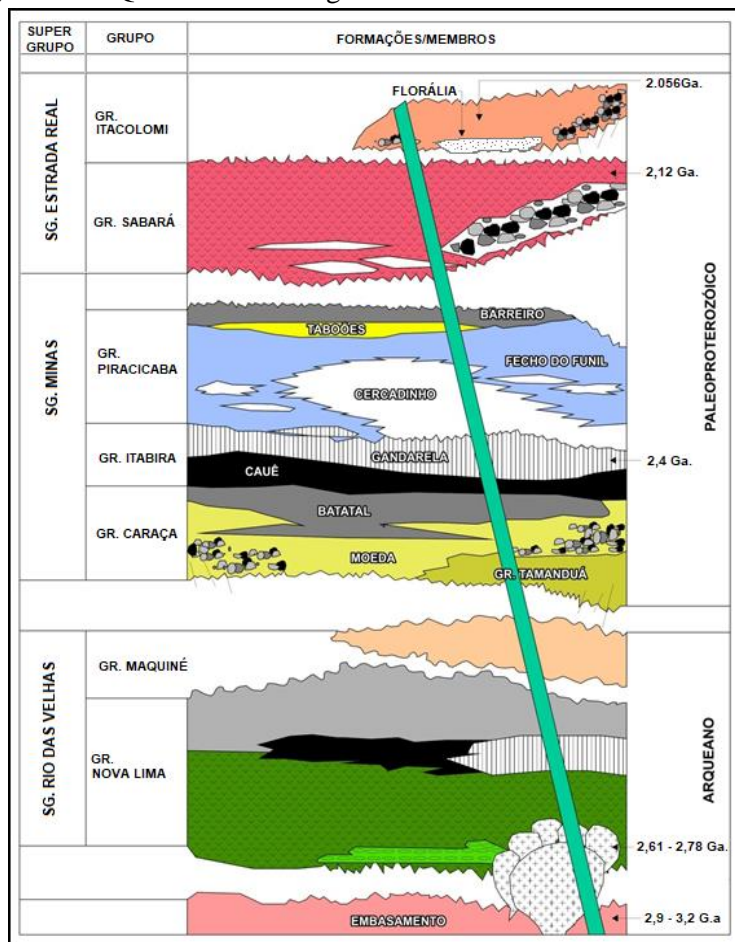 SUPER
GRUPO
GRUPO
FORMAÇÕES/MEMBROS
SG. ESTRADA REAL
GR.
ITACOLOMI
FLORÁLIA
2.056Ga.
2,12 Ga.
GR. SABARÁ
SG. MINAS
BARREIRO
TABOÕES
GR.
PIRACICABA
FECHO DO FUNIL
CERCADINHO
GR. ITABIRA
GANDARELA
CAUÊ
2,4 Ga.
BATATAL
GR. CARAÇA
MOEDA
GR. TAMANDUÁ
PALEOPROTEROZÓICO
SG. RIO DAS VELHAS
GR. MAQUINÉ
GR.
NOVA LIMA
ARQUEANO
2,61 - 2,78 Ga.
EMBASAMENTO
2,9 - 3,2 G.a